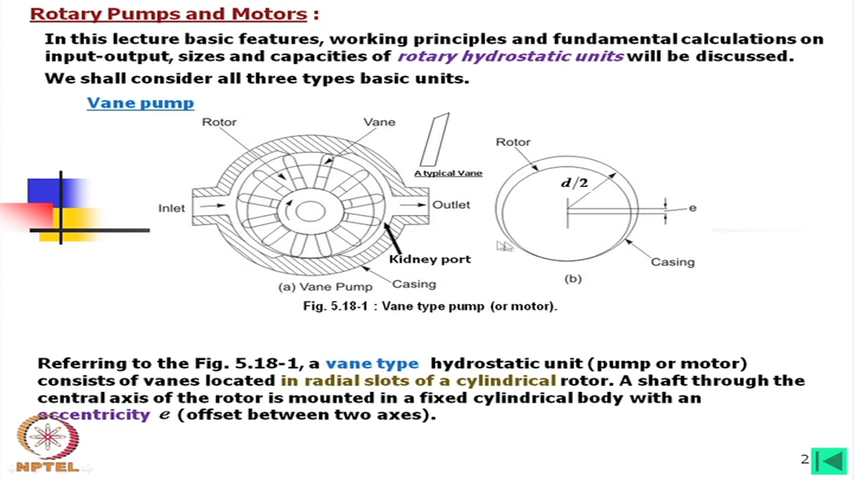 Rotary Pumps and Motors :
In this lecture basic features, working principles and fundamental calculations on
input-output, sizes and capacities of rotary hydrostatic units will be discussed.
We shall consider all three types basic units.
Vane pump
Rotor
Vane
A typical Vane
Rotor
d/2
Inlet
Outlet
e
Kidney port
Casing
(a) Vane Pump
Casing
(b)
Fig. 5.18-1 : Vane type pump (or motor).
Referring to the Fig. 5.18-1, a vane type hydrostatic unit (pump or motor)
consists of vanes located in radial slots of a cylindrical rotor. A shaft through the
central axis of the rotor is mounted in a fixed cylindrical body with an
eccentricity e (offset between two axes).
NPTEL
2